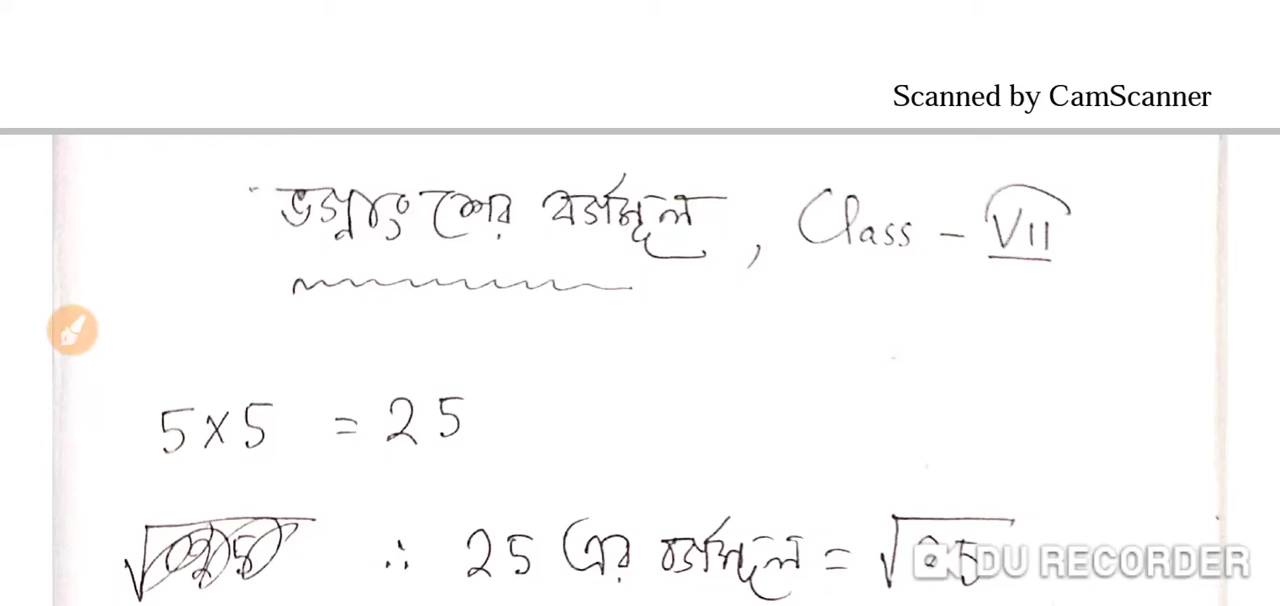 Scanned by CamScanner
ভগ্নাংশের বর্গমূল, Class - VII
5 × 5 = 25
∴ 25 এর বর্গমূল = √25
DU RECORDER